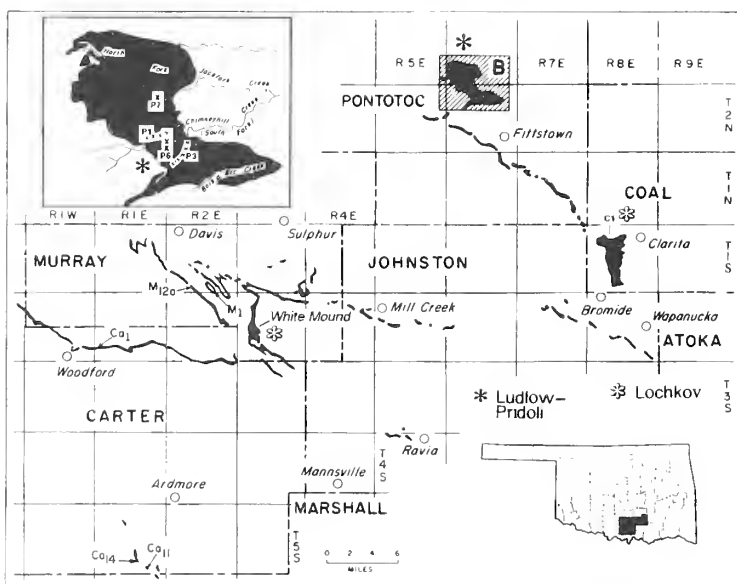 North
Fork
Jackfork
Creek
P7
Chimneyhill
Creek
South
Fork
P1
P6
P3
Bois d' Arc Creek
R5E
B
R7E
R8E
R9E
PONTOTOC
T2N
Fittstown
T1N
COAL
C1
Clarita
T1S
R1W
R1E
R2E
R4E
Davis
Sulphur
MURRAY
JOHNSTON
M12a
M1
Mill Creek
White Mound
Bromide
Wapanucka
ATOKA
Ca1
Woodford
* Ludlow–
Pridoli
Lochkov
T3S
CARTER
Ravia
T4S
Mannsville
Ardmore
MARSHALL
Ca14
Ca11
T5S
0 2 4 6
MILES